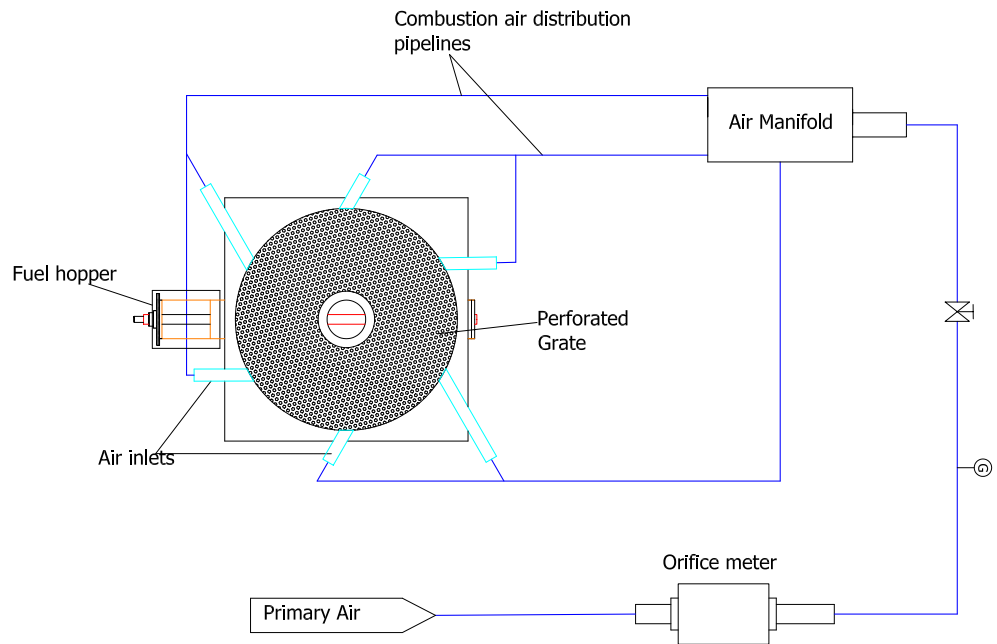 Combustion air distribution
pipelines
Air Manifold
Fuel hopper
Perforated
Grate
Air inlets
G
Orifice meter
Primary Air